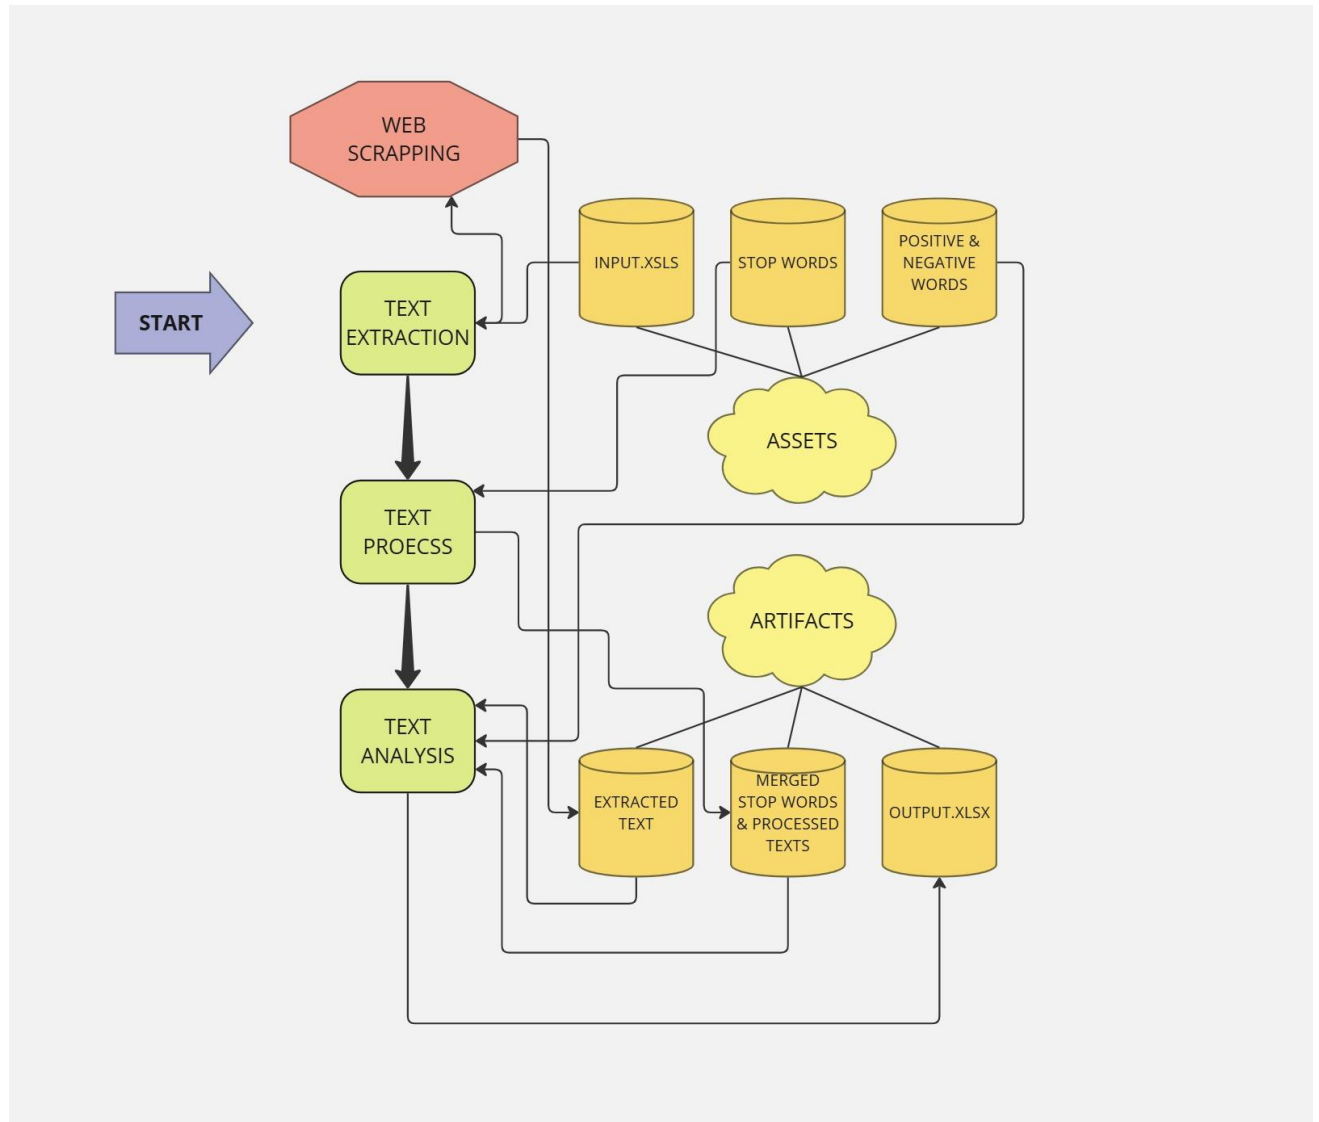 WEB
SCRAPPING
INPUT.XSLS
STOP WORDS
POSITIVE &
NEGATIVE
WORDS
START
TEXT
EXTRACTION
ASSETS
TEXT
PROECSS
ARTIFACTS
TEXT
ANALYSIS
EXTRACTED
TEXT
MERGED
STOP WORDS
& PROCESSED
TEXTS
OUTPUT.XLSX